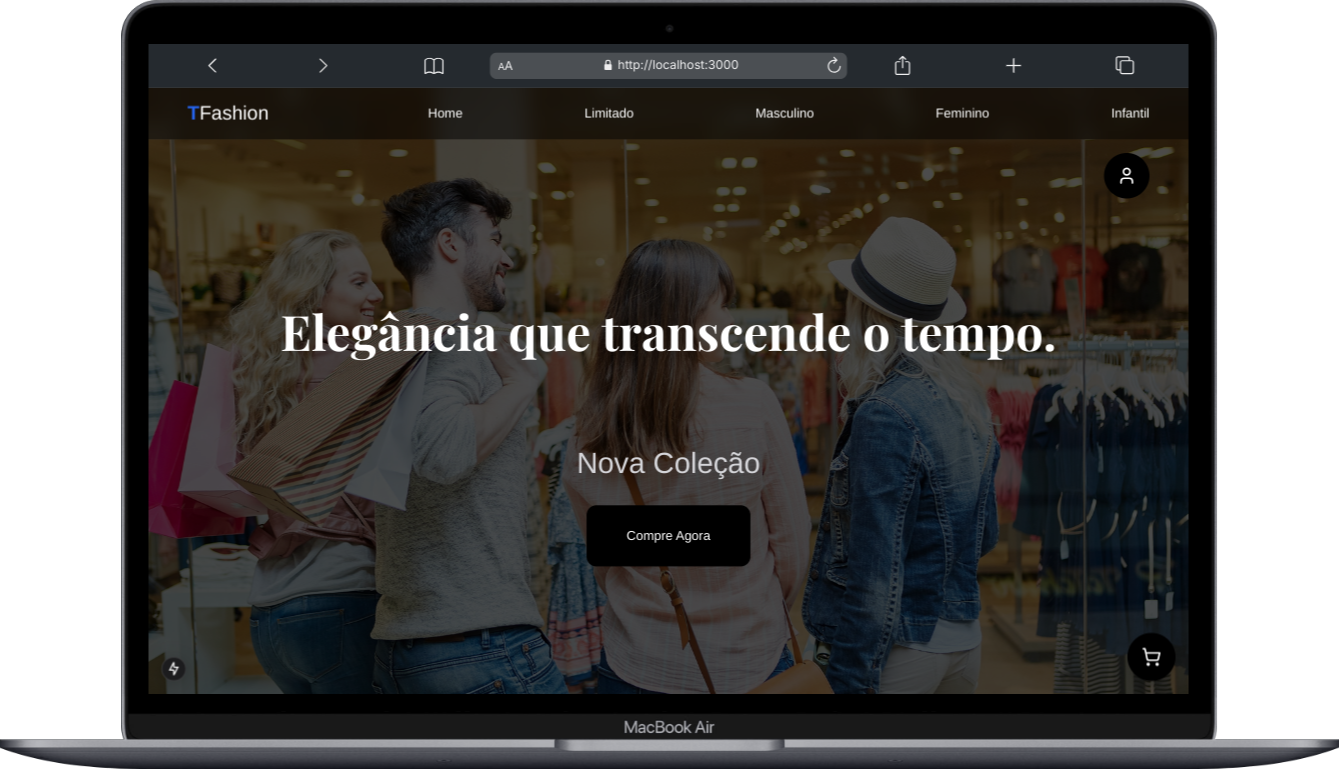 AA
http://localhost:3000
TFashion
Home
Limitado
Masculino
Feminino
Infantil
Elegância que transcende o tempo.
Nova Coleção
Compre Agora
MacBook Air